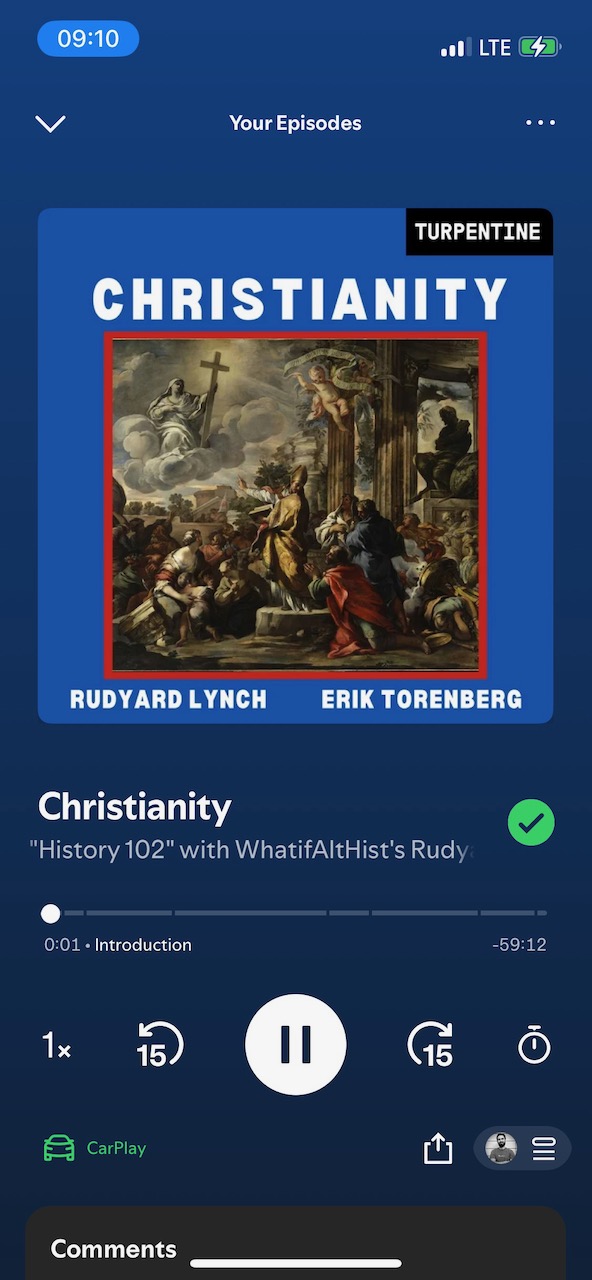 09:10
LTE
Your Episodes
TURPENTINE
CHRISTIANITY
RUDYARD LYNCH
ERIK TORENBERG
Christianity
"History 102" with WhatifAltHist's Rudy
0:01 • Introduction
-59:12
1×
15
15
CarPlay
Comments